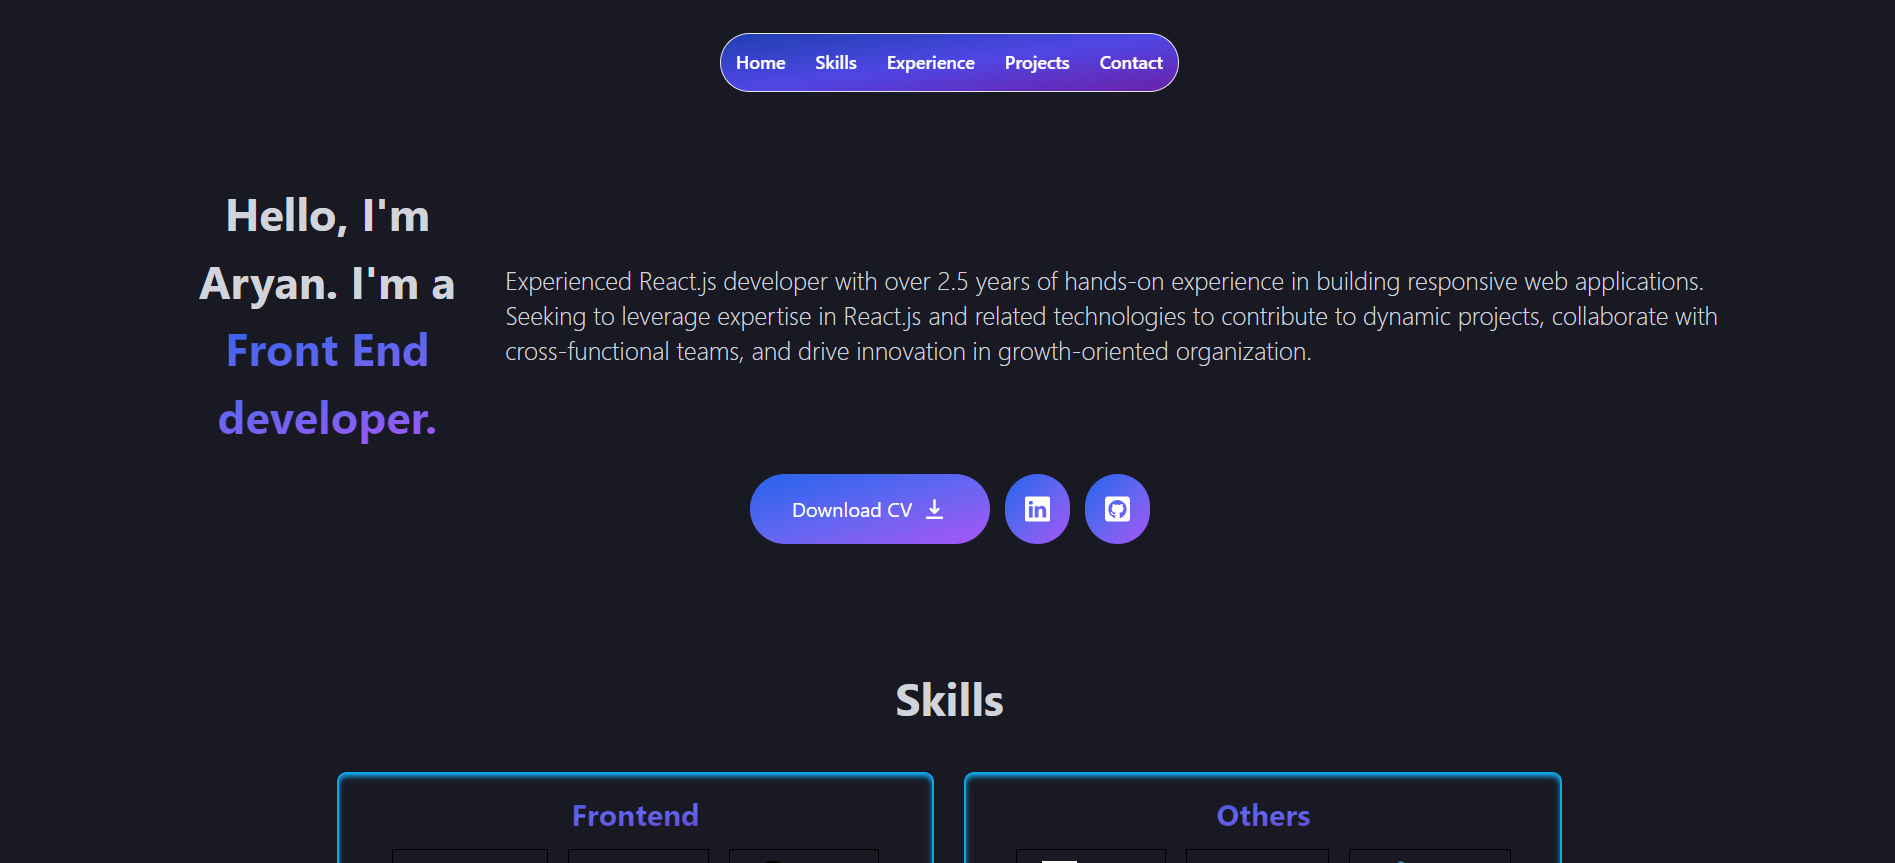 Home Skills Experience Projects Contact
Hello, I'm
Aryan. I'm a
Front End
developer.
Experienced React.js developer with over 2.5 years of hands-on experience in building responsive web applications.
Seeking to leverage expertise in React.js and related technologies to contribute to dynamic projects, collaborate with
cross-functional teams, and drive innovation in growth-oriented organization.
Download CV
in
Skills
Frontend
Others